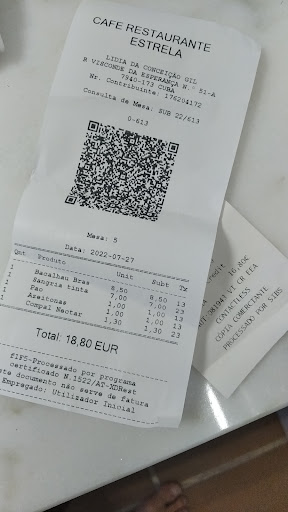 CAFE RESTAURANTE
ESTRELA
LIDIA DA CONCEIÇÃO GIL
R VISCONDE DA ESPERANÇA N.º 51-A
7940-173 CUBA
Nr. Contribuinte: 176204172
Consulta de Mesa. SUB 22/613
0-613
Mesa: 5
Data: 2022-07-27
Qnt Produto Unit Subt Tx
1 Bacalhau Bras 8,50 8,50 23
1 Sangria tinta 7,00 7,00 23
1 Pao 1,00 1,00 13
1 Azeitonas 1,00 1,00 13
1 Compal Nectar 1,30 1,30 23
Total: 18,80 EUR
fIP5-Processado por programa
certificado N.1522/AT-XDRest
ste documento não serve de fatura
Empregado: Utilizador Inicial
redit
CONTACTLESS
COPIA COMERCIANTE
PROCESSADO POR SIBS